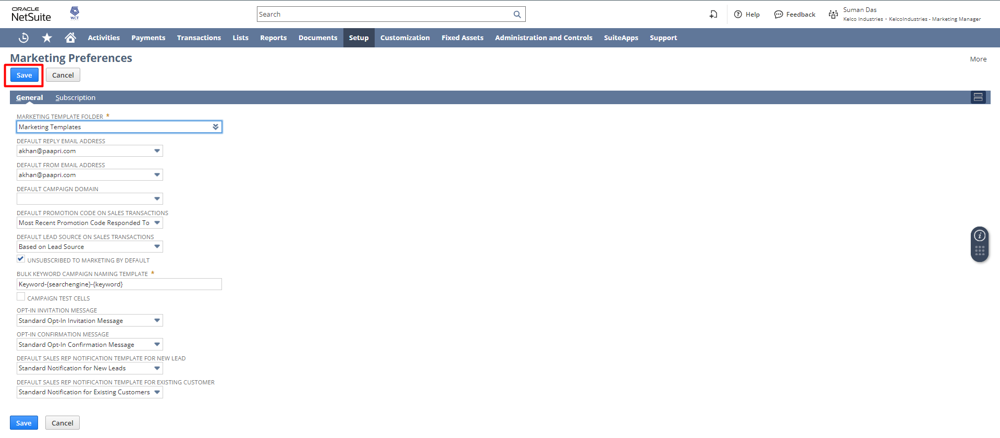 ORACLE
NetSuite
WCT
Search
Help
Feedback
Suman Das
Kelco Industries - KelcoIndustries - Marketing Manager
Activities Payments Transactions Lists Reports Documents Setup Customization Fixed Assets Administration and Controls SuiteApps Support
Marketing Preferences
More
Save Cancel
General Subscription
MARKETING TEMPLATE FOLDER *
Marketing Templates
DEFAULT REPLY EMAIL ADDRESS
akhan@paapri.com
DEFAULT FROM EMAIL ADDRESS
akhan@paapri.com
DEFAULT CAMPAIGN DOMAIN
DEFAULT PROMOTION CODE ON SALES TRANSACTIONS
Most Recent Promotion Code Responded To
DEFAULT LEAD SOURCE ON SALES TRANSACTIONS
Based on Lead Source
UNSUBSCRIBED TO MARKETING BY DEFAULT
BULK KEYWORD CAMPAIGN NAMING TEMPLATE *
Keyword-{searchengine}-{keyword}
CAMPAIGN TEST CELLS
OPT-IN INVITATION MESSAGE
Standard Opt-In Invitation Message
OPT-IN CONFIRMATION MESSAGE
Standard Opt-In Confirmation Message
DEFAULT SALES REP NOTIFICATION TEMPLATE FOR NEW LEAD
Standard Notification for New Leads
DEFAULT SALES REP NOTIFICATION TEMPLATE FOR EXISTING CUSTOMER
Standard Notification for Existing Customers
Save Cancel